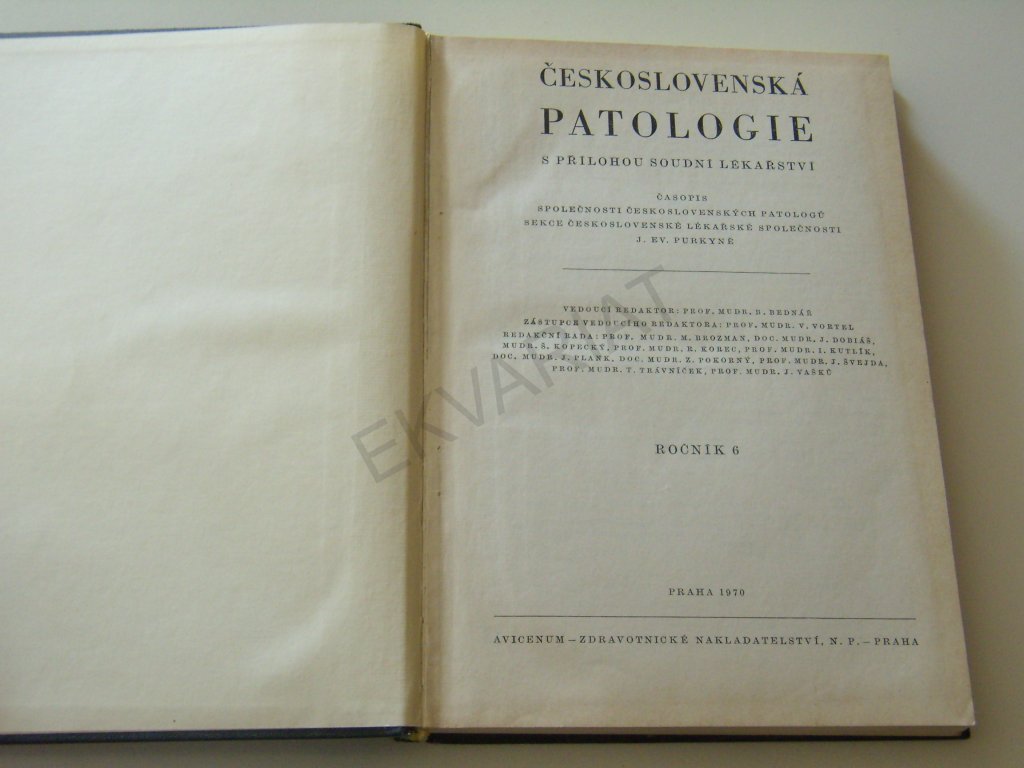 ČESKOSLOVENSKÁ
PATOLOGIE
S PŘÍLOHOU SOUDNÍ LÉKAŘSTVÍ
ČASOPIS
SPOLEČNOSTI ČESKOSLOVENSKÝCH PATOLOGŮ
SEKCE ČESKOSLOVENSKÉ LÉKAŘSKÉ SPOLEČNOSTI
J. EV. PURKYNĚ
VEDOUCÍ REDAKTOR: PROF. MUDR. B. BEDNÁŘ
ZÁSTUPCE VEDOUCÍHO REDAKTORA: PROF. MUDR. V. VORTEL
REDAKČNÍ RADA: PROF. MUDR. M. BROZMAN, DOC. MUDR. J. DOBIÁŠ,
MUDR. Š. KOPECKÝ, PROF. MUDR. R. KOREC, PROF. MUDR. I. KUTLÍK,
DOC. MUDR. J. PLANK, DOC. MUDR. Z. POKORNÝ, PROF. MUDR. J. ŠVEJDA,
PROF. MUDR. T. TRÁVNÍČEK, PROF. MUDR. J. VAŠKŮ
EKVARIAT
ROČNÍK 6
PRAHA 1970
AVICENUM – ZDRAVOTNICKÉ NAKLADATELSTVÍ, N. P. – PRAHA